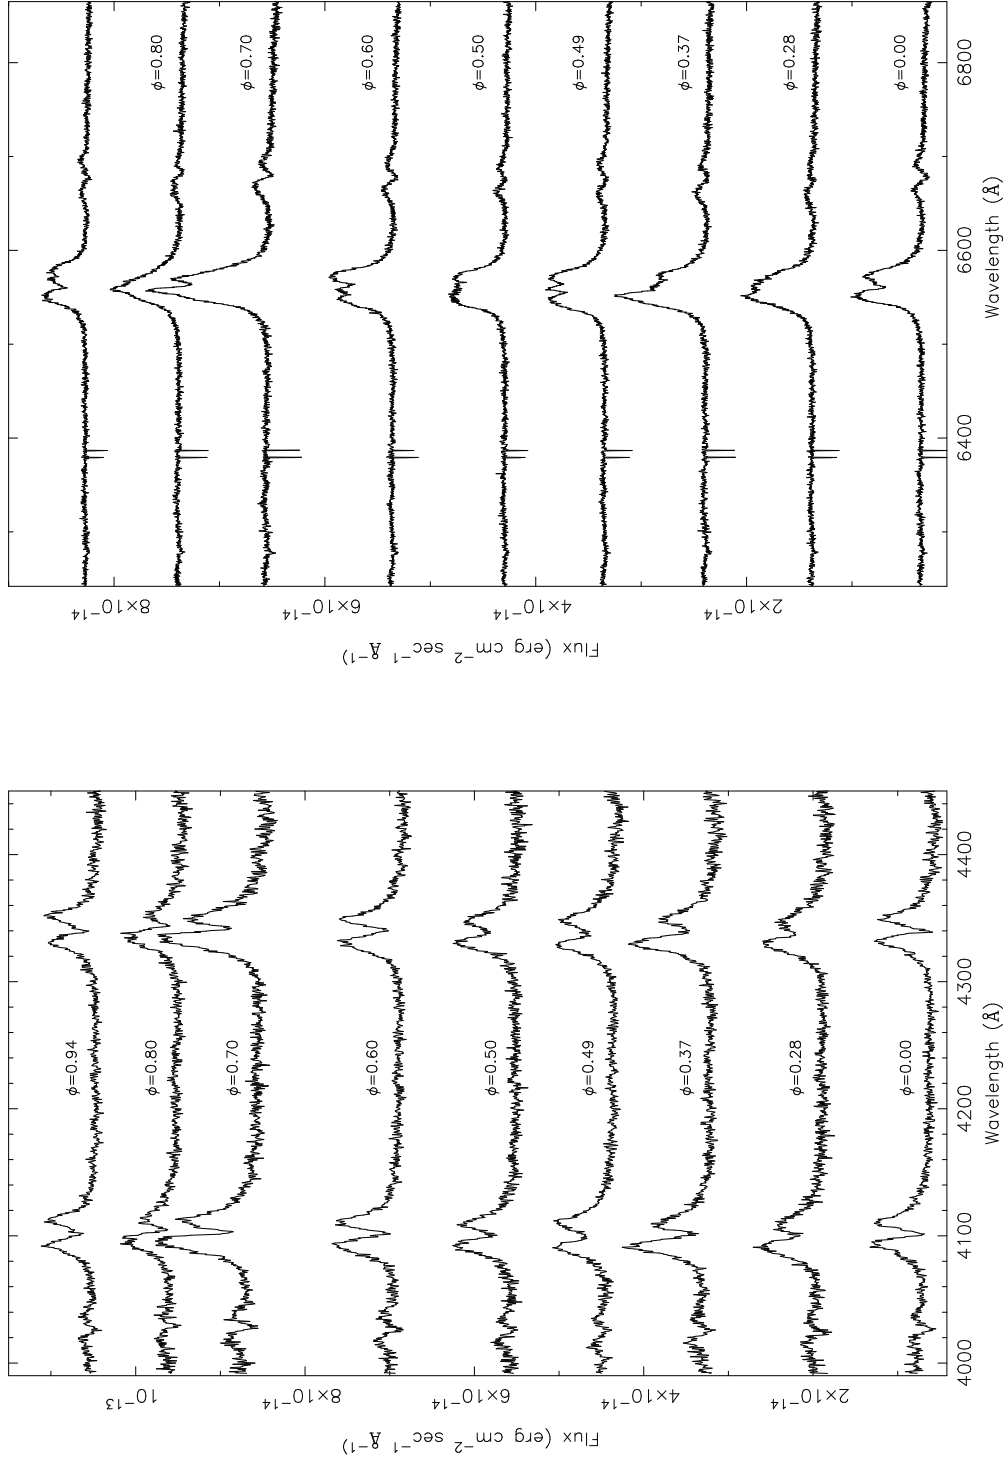 φ=0.80
φ=0.70
φ=0.60
φ=0.50
φ=0.49
φ=0.37
φ=0.28
φ=0.00
6400
6600
6800
Wavelength (Å)
8×10⁻¹⁴
6×10⁻¹⁴
4×10⁻¹⁴
2×10⁻¹⁴
Flux (erg cm⁻² sec⁻¹ Å⁻¹)
φ=0.94
φ=0.80
φ=0.70
φ=0.60
φ=0.50
φ=0.49
φ=0.37
φ=0.28
φ=0.00
4000
4100
4200
4300
4400
Wavelength (Å)
10⁻¹³
8×10⁻¹⁴
6×10⁻¹⁴
4×10⁻¹⁴
2×10⁻¹⁴
Flux (erg cm⁻² sec⁻¹ Å⁻¹)